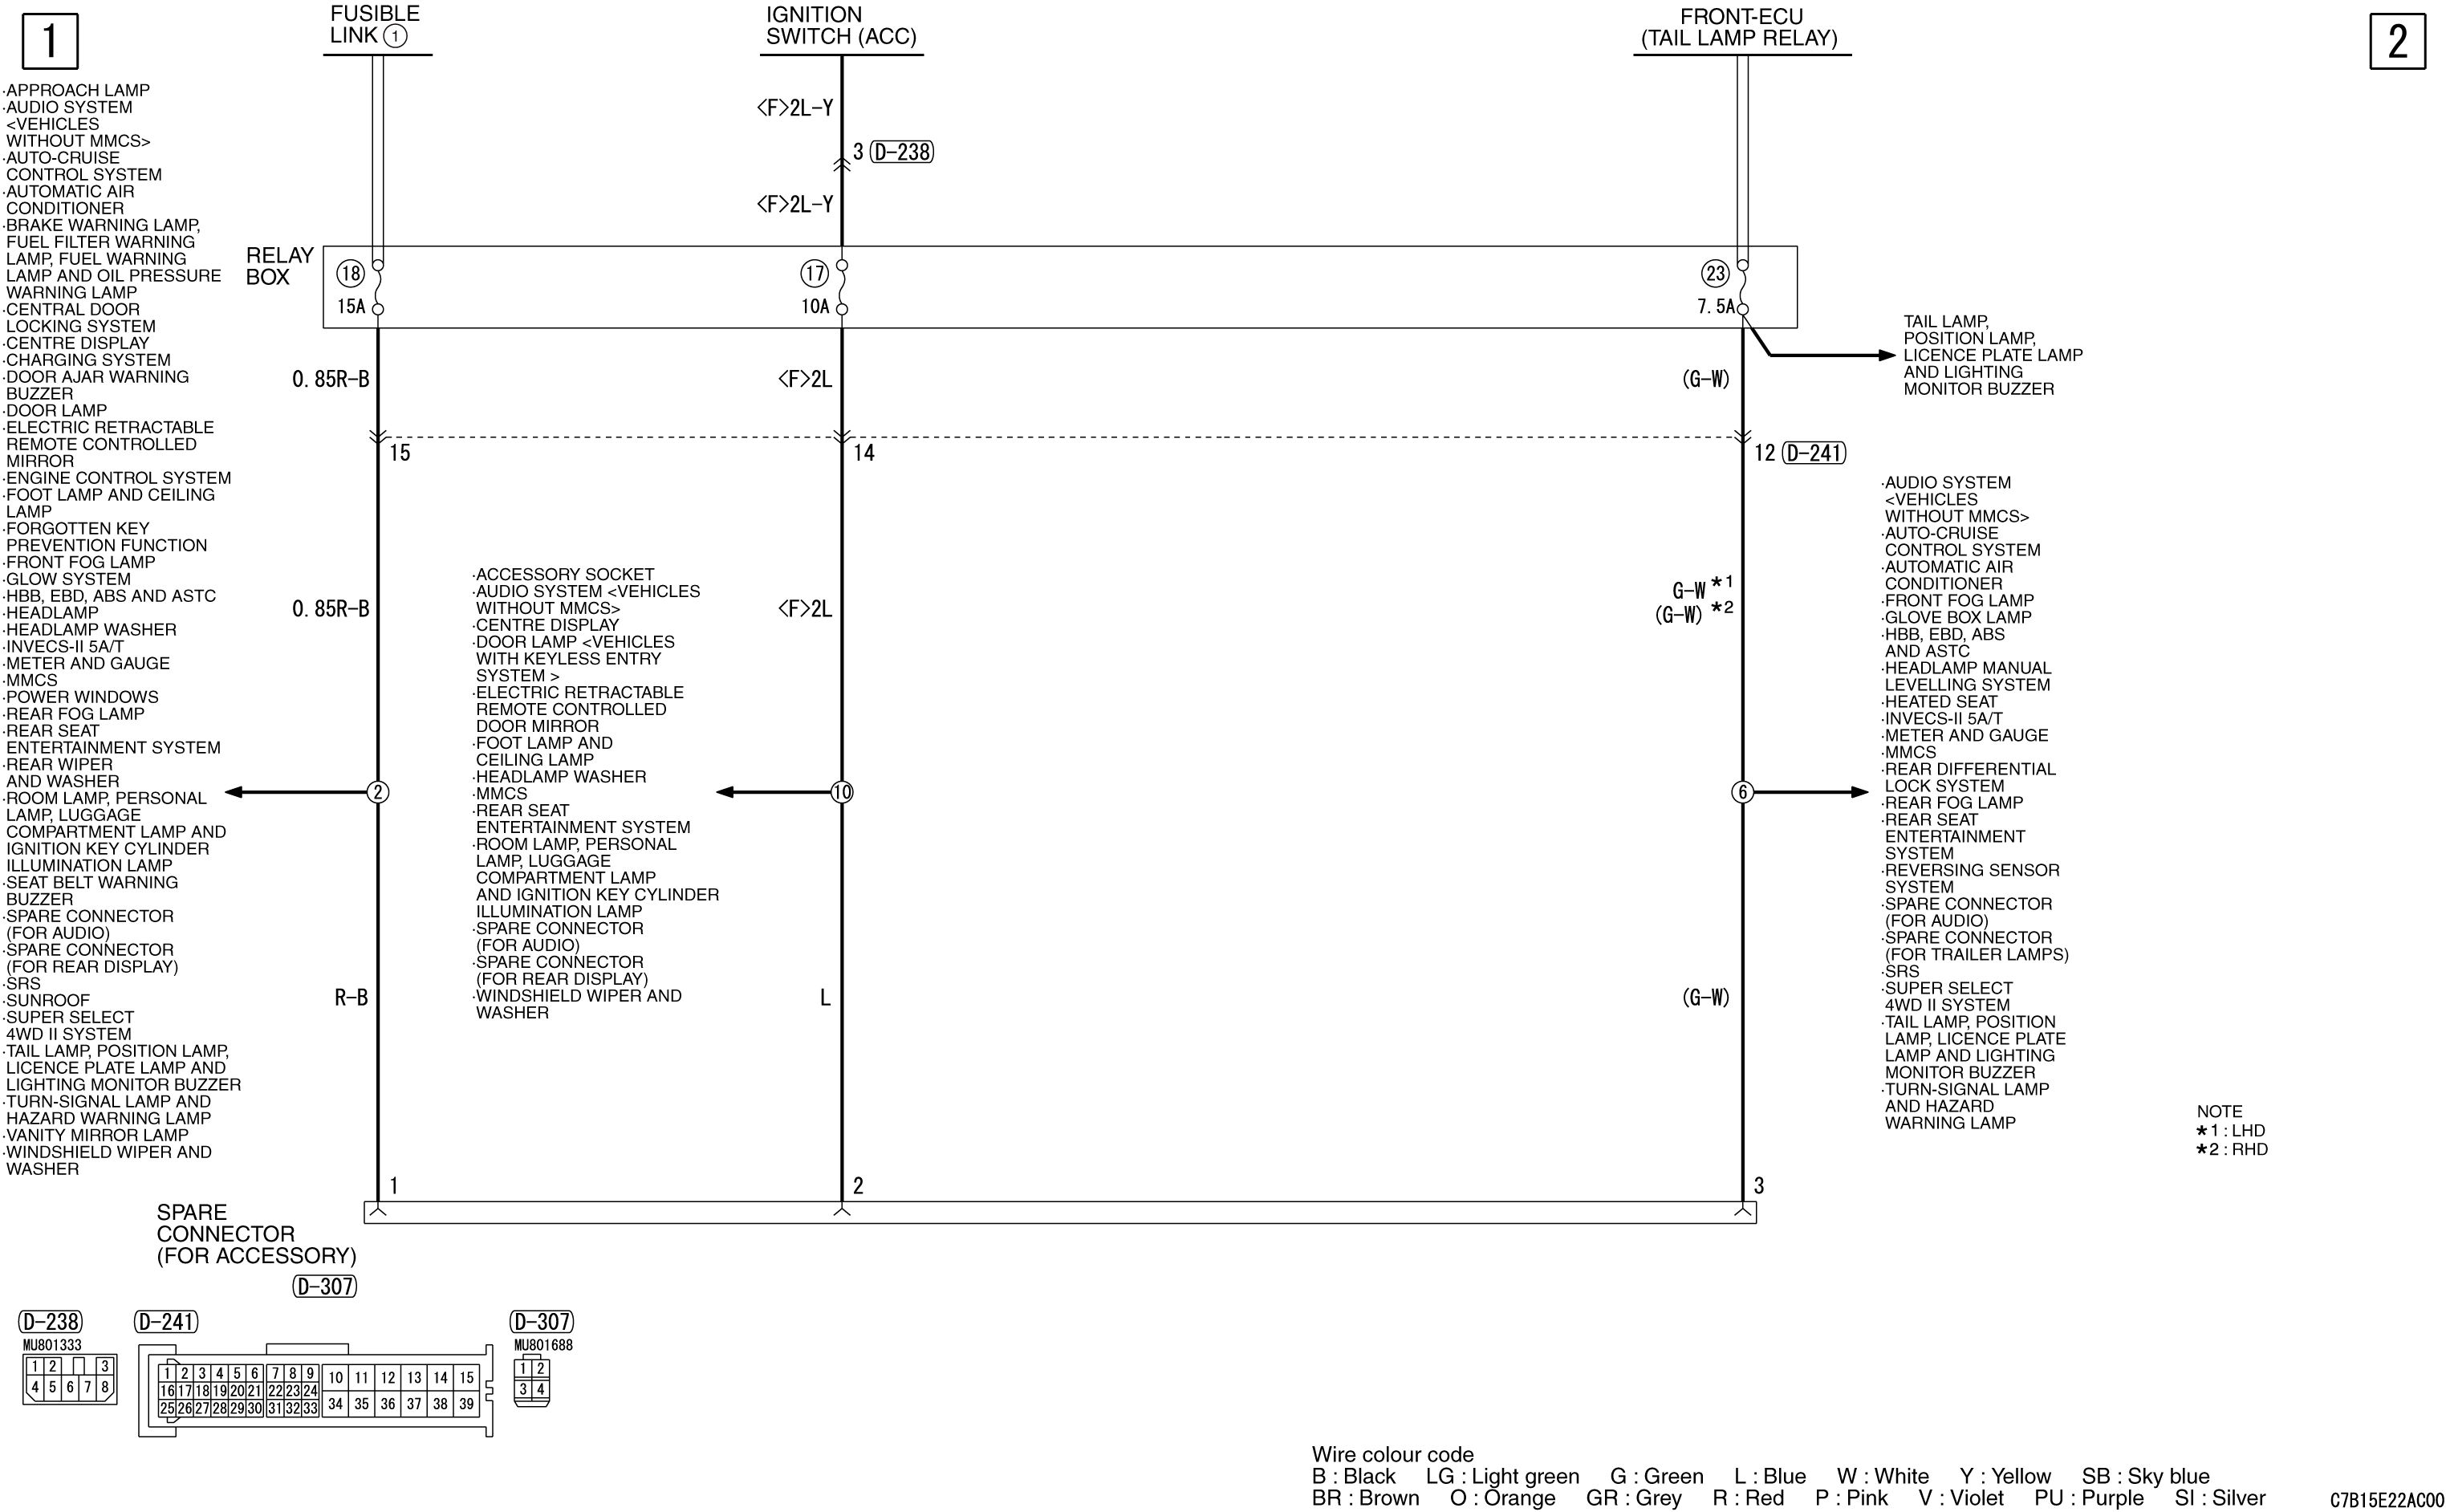 1
FUSIBLE
LINK 1
IGNITION
SWITCH (ACC)
FRONT-ECU
(TAIL LAMP RELAY)
2
·APPROACH LAMP
·AUDIO SYSTEM
<VEHICLES
WITHOUT MMCS>
·AUTO-CRUISE
CONTROL SYSTEM
·AUTOMATIC AIR
CONDITIONER
·BRAKE WARNING LAMP,
FUEL FILTER WARNING
LAMP, FUEL WARNING
LAMP AND OIL PRESSURE
WARNING LAMP
·CENTRAL DOOR
LOCKING SYSTEM
·CENTRE DISPLAY
·CHARGING SYSTEM
·DOOR AJAR WARNING
BUZZER
·DOOR LAMP
·ELECTRIC RETRACTABLE
REMOTE CONTROLLED
MIRROR
·ENGINE CONTROL SYSTEM
·FOOT LAMP AND CEILING
LAMP
·FORGOTTEN KEY
PREVENTION FUNCTION
·FRONT FOG LAMP
·GLOW SYSTEM
·HBB, EBD, ABS AND ASTC
·HEADLAMP
·HEADLAMP WASHER
·INVECS-II 5A/T
·METER AND GAUGE
·MMCS
·POWER WINDOWS
·REAR FOG LAMP
·REAR SEAT
ENTERTAINMENT SYSTEM
·REAR WIPER
AND WASHER
·ROOM LAMP, PERSONAL
LAMP, LUGGAGE
COMPARTMENT LAMP AND
IGNITION KEY CYLINDER
ILLUMINATION LAMP
·SEAT BELT WARNING
BUZZER
·SPARE CONNECTOR
(FOR AUDIO)
·SPARE CONNECTOR
(FOR REAR DISPLAY)
·SRS
·SUNROOF
·SUPER SELECT
4WD II SYSTEM
·TAIL LAMP, POSITION LAMP,
LICENCE PLATE LAMP AND
LIGHTING MONITOR BUZZER
·TURN-SIGNAL LAMP AND
HAZARD WARNING LAMP
·VANITY MIRROR LAMP
·WINDSHIELD WIPER AND
WASHER
<F>2L-Y
3 D-238
<F>2L-Y
RELAY
BOX
18
15A
17
10A
23
7.5A
TAIL LAMP,
POSITION LAMP,
LICENCE PLATE LAMP
AND LIGHTING
MONITOR BUZZER
0.85R-B
<F>2L
(G-W)
15
14
12 D-241
0.85R-B
<F>2L
G-W *1
(G-W) *2
·ACCESSORY SOCKET
·AUDIO SYSTEM <VEHICLES
WITHOUT MMCS>
·CENTRE DISPLAY
·DOOR LAMP <VEHICLES
WITH KEYLESS ENTRY
SYSTEM >
·ELECTRIC RETRACTABLE
REMOTE CONTROLLED
DOOR MIRROR
·FOOT LAMP AND
CEILING LAMP
·HEADLAMP WASHER
·MMCS
·REAR SEAT
ENTERTAINMENT SYSTEM
·ROOM LAMP, PERSONAL
LAMP, LUGGAGE
COMPARTMENT LAMP
AND IGNITION KEY CYLINDER
ILLUMINATION LAMP
·SPARE CONNECTOR
(FOR AUDIO)
·SPARE CONNECTOR
(FOR REAR DISPLAY)
·WINDSHIELD WIPER AND
WASHER
·AUDIO SYSTEM
<VEHICLES
WITHOUT MMCS>
·AUTO-CRUISE
CONTROL SYSTEM
·AUTOMATIC AIR
CONDITIONER
·FRONT FOG LAMP
·GLOVE BOX LAMP
·HBB, EBD, ABS
AND ASTC
·HEADLAMP MANUAL
LEVELLING SYSTEM
·HEATED SEAT
·INVECS-II 5A/T
·METER AND GAUGE
·MMCS
·REAR DIFFERENTIAL
LOCK SYSTEM
·REAR FOG LAMP
·REAR SEAT
ENTERTAINMENT
SYSTEM
·REVERSING SENSOR
SYSTEM
·SPARE CONNECTOR
(FOR AUDIO)
·SPARE CONNECTOR
(FOR TRAILER LAMPS)
·SRS
·SUPER SELECT
4WD II SYSTEM
·TAIL LAMP, POSITION
LAMP, LICENCE PLATE
LAMP AND LIGHTING
MONITOR BUZZER
·TURN-SIGNAL LAMP
AND HAZARD
WARNING LAMP
2
10
6
R-B
L
(G-W)
NOTE
*1 : LHD
*2 : RHD
1
2
3
SPARE
CONNECTOR
(FOR ACCESSORY)
D-307
D-238
MU801333
1 2 3
4 5 6 7 8
D-241
1 2 3 4 5 6 7 8 9 10 11 12 13 14 15
16 17 18 19 20 21 22 23 24
25 26 27 28 29 30 31 32 33 34 35 36 37 38 39
D-307
MU801688
1 2
3 4
Wire colour code
B : Black LG : Light green G : Green L : Blue W : White Y : Yellow SB : Sky blue
BR : Brown O : Orange GR : Grey R : Red P : Pink V : Violet PU : Purple SI : Silver
C7B15E22AC00